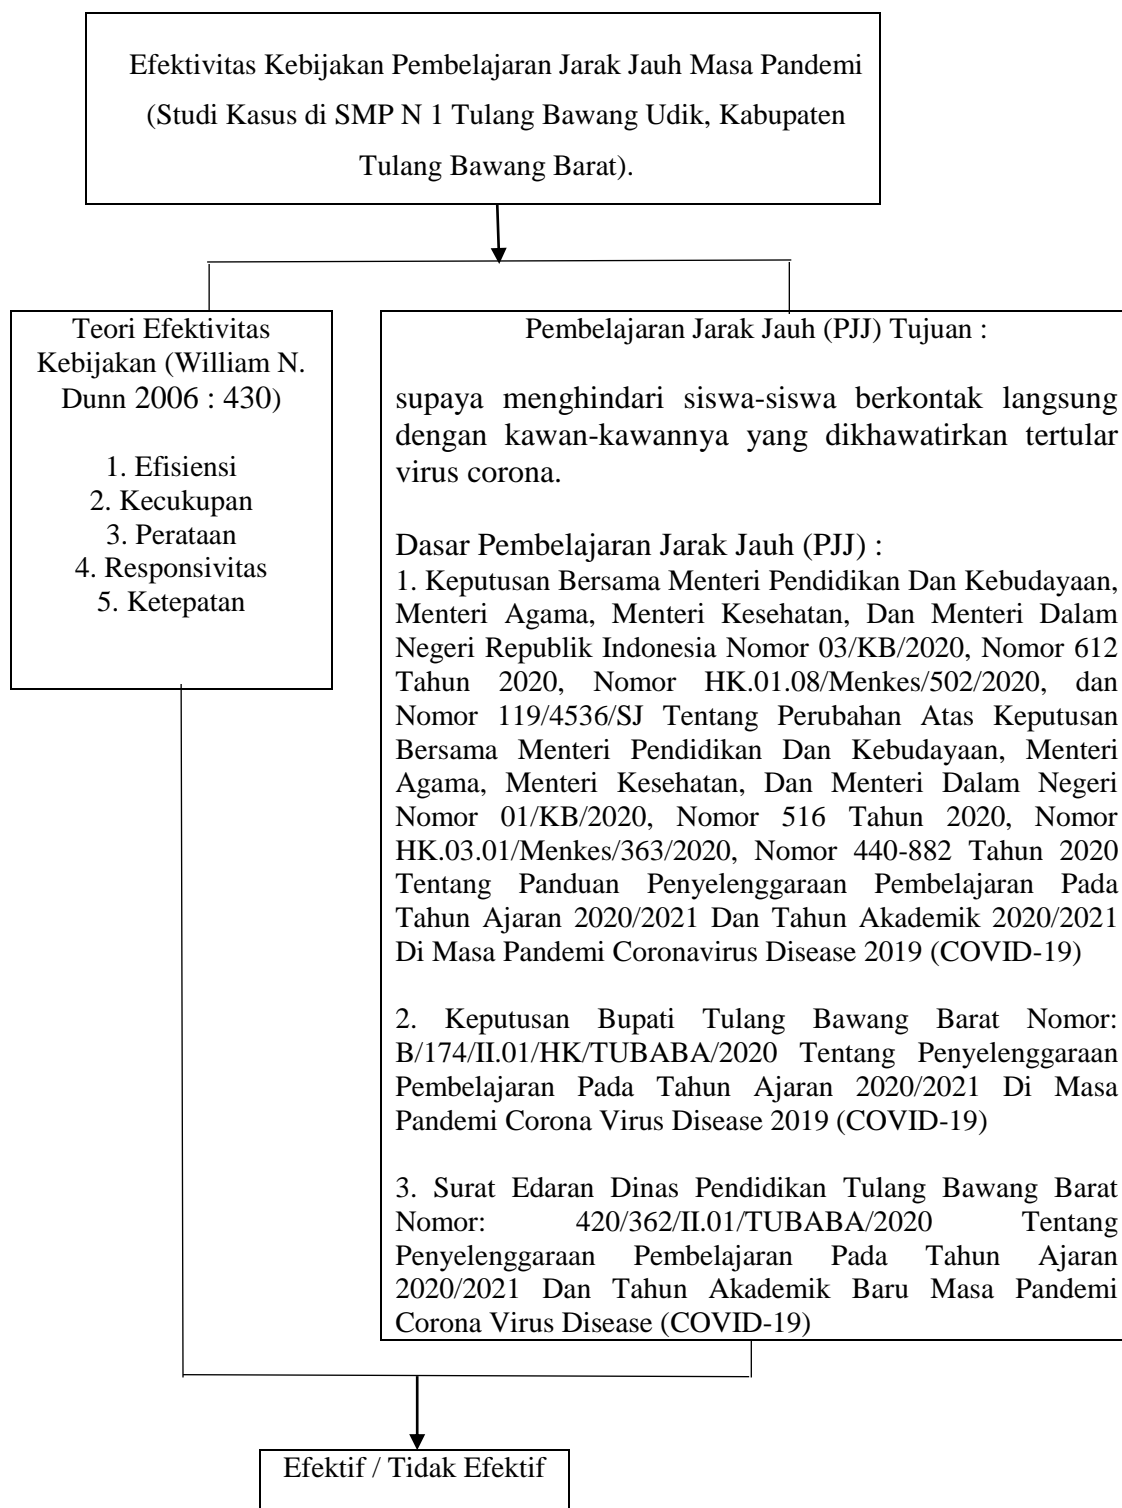 Efektivitas Kebijakan Pembelajaran Jarak Jauh Masa Pandemi
(Studi Kasus di SMP N 1 Tulang Bawang Udik, Kabupaten
Tulang Bawang Barat).
Teori Efektivitas
Kebijakan (William N.
Dunn 2006 : 430)
1. Efisiensi
2. Kecukupan
3. Perataan
4. Responsivitas
5. Ketepatan
Pembelajaran Jarak Jauh (PJJ) Tujuan :
supaya menghindari siswa-siswa berkontak langsung
dengan kawan-kawannya yang dikhawatirkan tertular
virus corona.
Dasar Pembelajaran Jarak Jauh (PJJ) :
1. Keputusan Bersama Menteri Pendidikan Dan Kebudayaan,
Menteri Agama, Menteri Kesehatan, Dan Menteri Dalam
Negeri Republik Indonesia Nomor 03/KB/2020, Nomor 612
Tahun 2020, Nomor HK.01.08/Menkes/502/2020, dan
Nomor 119/4536/SJ Tentang Perubahan Atas Keputusan
Bersama Menteri Pendidikan Dan Kebudayaan, Menteri
Agama, Menteri Kesehatan, Dan Menteri Dalam Negeri
Nomor 01/KB/2020, Nomor 516 Tahun 2020, Nomor
HK.03.01/Menkes/363/2020, Nomor 440-882 Tahun 2020
Tentang Panduan Penyelenggaraan Pembelajaran Pada
Tahun Ajaran 2020/2021 Dan Tahun Akademik 2020/2021
Di Masa Pandemi Coronavirus Disease 2019 (COVID-19)
2. Keputusan Bupati Tulang Bawang Barat Nomor:
B/174/II.01/HK/TUBABA/2020 Tentang Penyelenggaraan
Pembelajaran Pada Tahun Ajaran 2020/2021 Di Masa
Pandemi Corona Virus Disease 2019 (COVID-19)
3. Surat Edaran Dinas Pendidikan Tulang Bawang Barat
Nomor: 420/362/II.01/TUBABA/2020 Tentang
Penyelenggaraan Pembelajaran Pada Tahun Ajaran
2020/2021 Dan Tahun Akademik Baru Masa Pandemi
Corona Virus Disease (COVID-19)
Efektif / Tidak Efektif